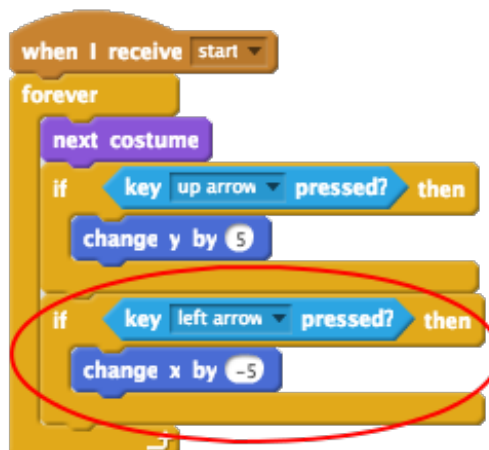 when I receive start
forever
next costume
if key up arrow pressed? then
change y by 5
if key left arrow pressed? then
change x by -5